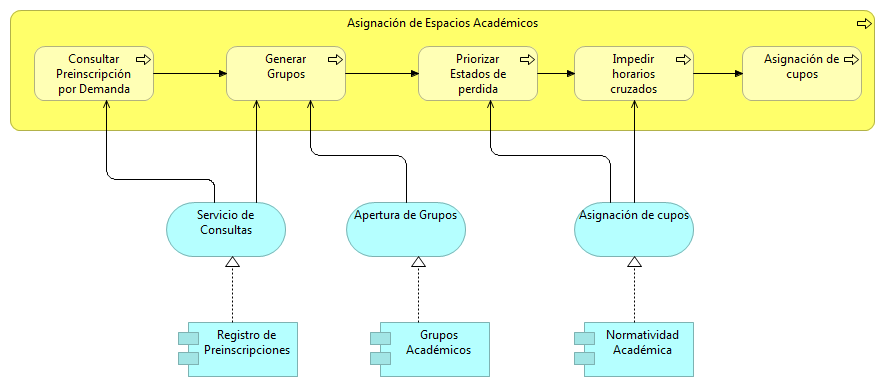 Asignación de Espacios Académicos
Consultar
Preinscripción
por Demanda
Generar
Grupos
Priorizar
Estados de
perdida
Impedir
horarios
cruzados
Asignación de
cupos
Servicio de
Consultas
Apertura de Grupos
Asignación de cupos
Registro de
Preinscripciones
Grupos
Académicos
Normatividad
Académica